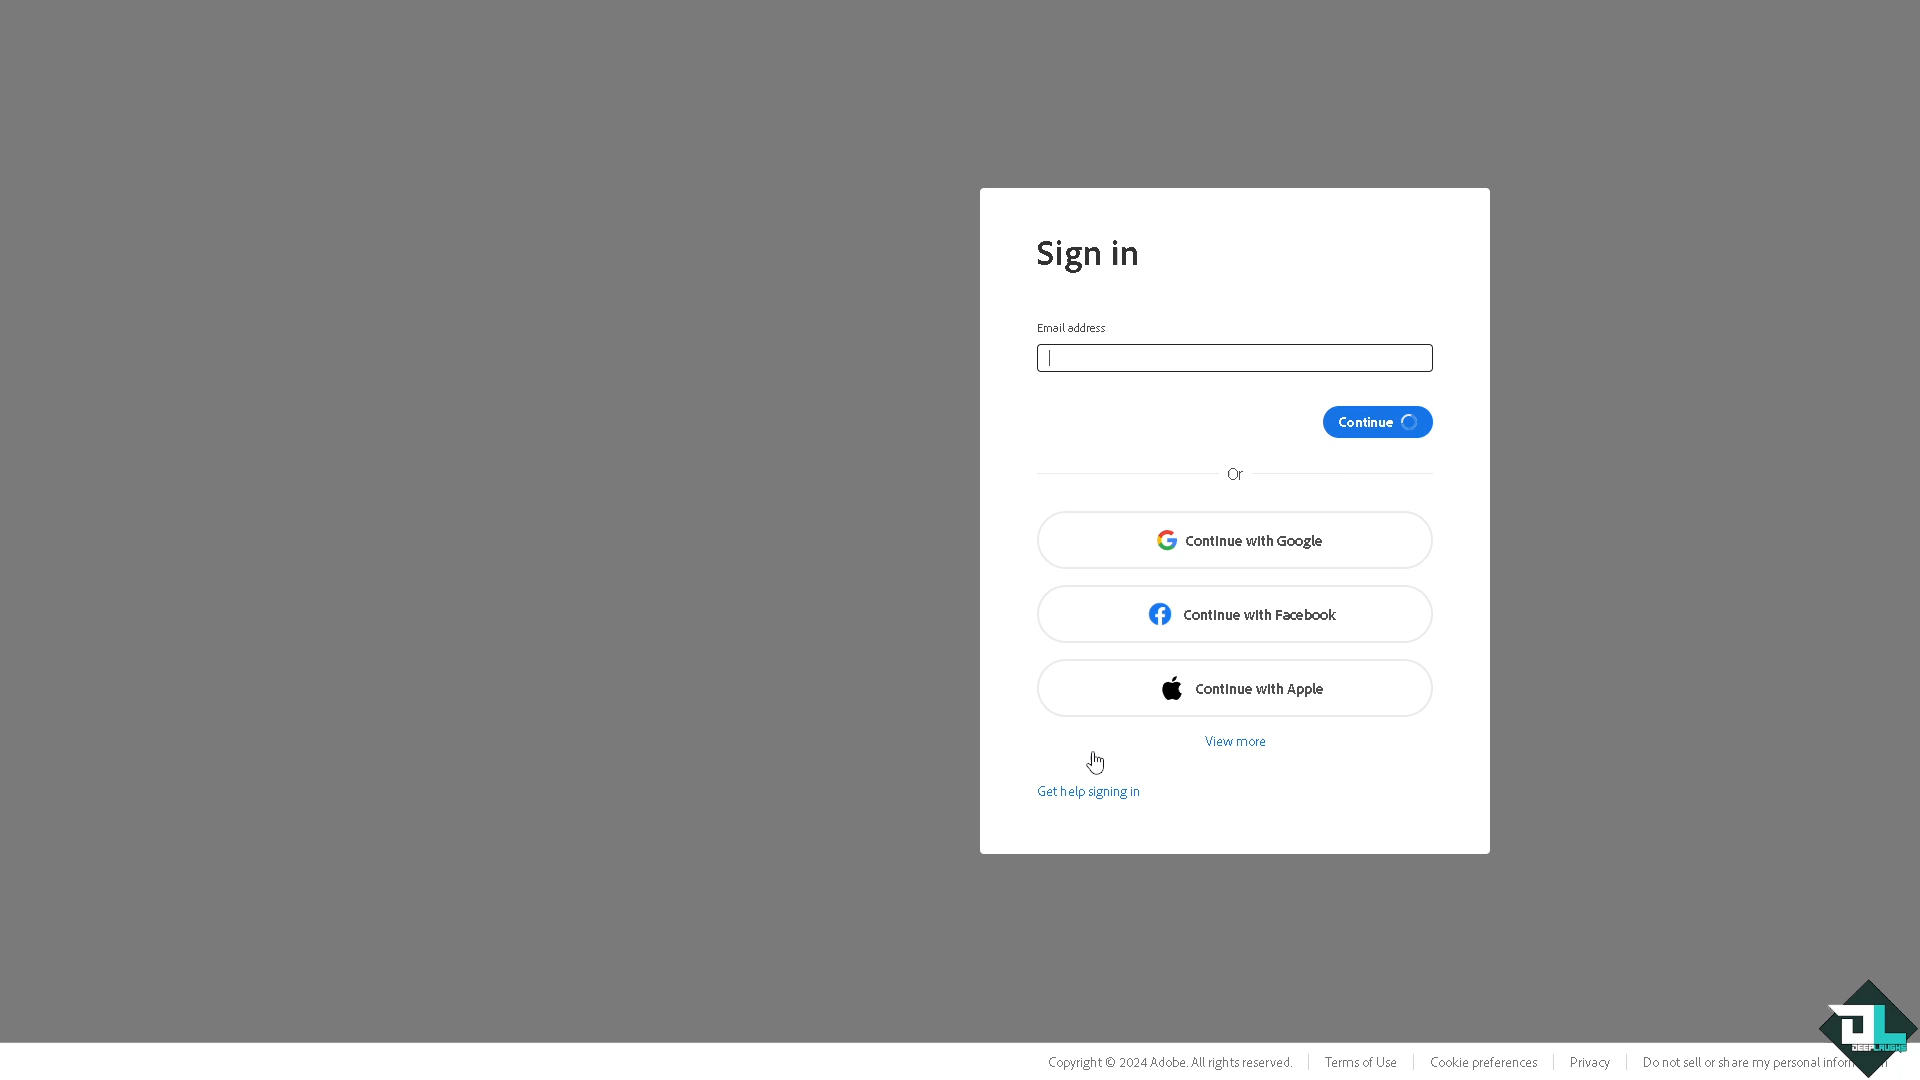 Sign in
Email address
Continue
Or
Continue with Google
Continue with Facebook
Continue with Apple
View more
Get help signing in
Copyright © 2024 Adobe. All rights reserved.
Terms of Use
Cookie preferences
Privacy
Do not sell or share my personal
DEEPLAUGHS